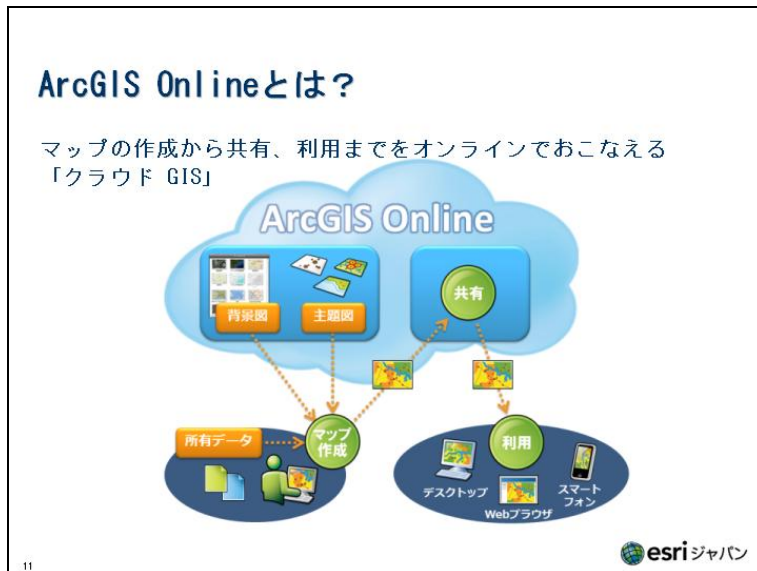 ArcGIS Onlineとは？
マップの作成から共有、利用までをオンラインでおこなえる
「クラウド GIS」
ArcGIS Online
背景図
主題図
共有
所有データ
マップ
作成
利用
デスクトップ
Webブラウザ
スマート
フォン
11
esriジャパン